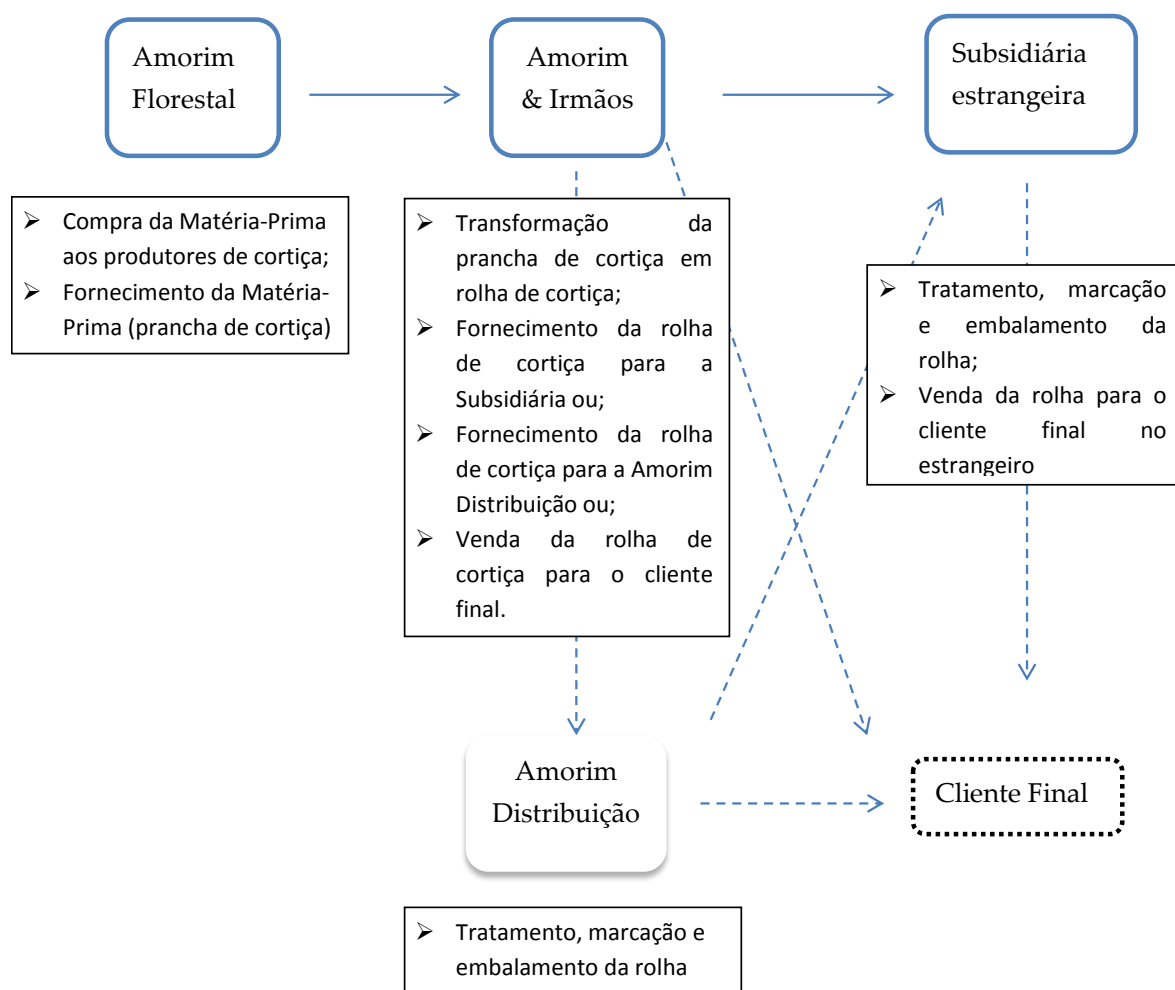 Amorim
Florestal
Amorim
& Irmãos
Subsidiária
estrangeira
➢ Compra da Matéria-Prima
aos produtores de cortiça;
➢ Fornecimento da Matéria-
Prima (prancha de cortiça)
➢ Transformação da
prancha de cortiça em
rolha de cortiça;
➢ Fornecimento da rolha
de cortiça para a
Subsidiária ou;
➢ Fornecimento da rolha
de cortiça para a Amorim
Distribuição ou;
➢ Venda da rolha de
cortiça para o cliente
final.
➢ Tratamento, marcação
e embalamento da
rolha;
➢ Venda da rolha para o
cliente final no
estrangeiro
Amorim
Distribuição
Cliente Final
➢ Tratamento, marcação e
embalamento da rolha